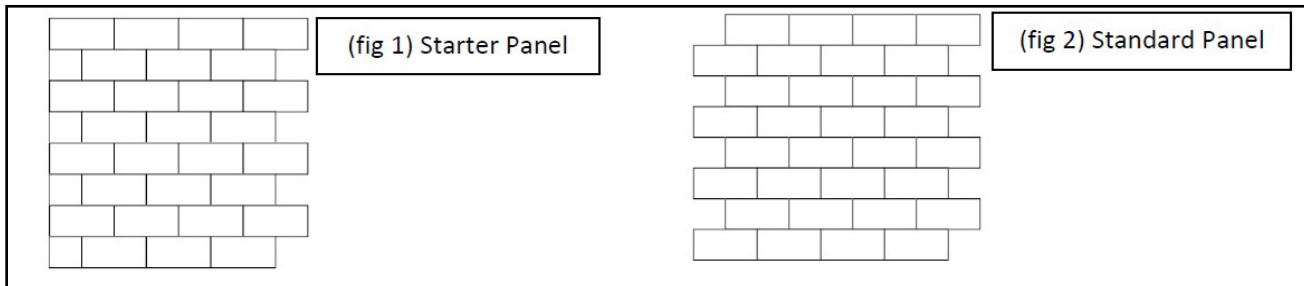 (fig 1) Starter Panel
(fig 2) Standard Panel